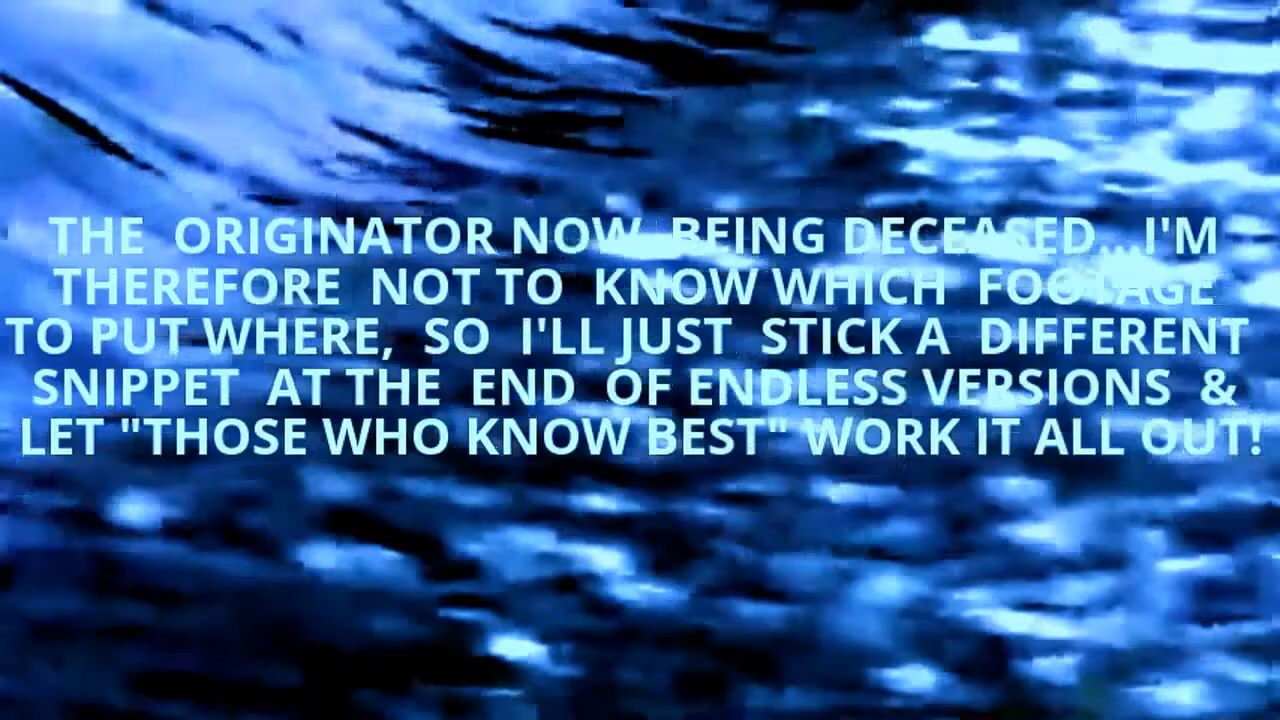 THE ORIGINATOR NOW BEING DECEASED...I'M
THEREFORE NOT TO KNOW WHICH FOOTAGE
TO PUT WHERE, SO I'LL JUST STICK A DIFFERENT
SNIPPET AT THE END OF ENDLESS VERSIONS &
LET "THOSE WHO KNOW BEST" WORK IT ALL OUT!